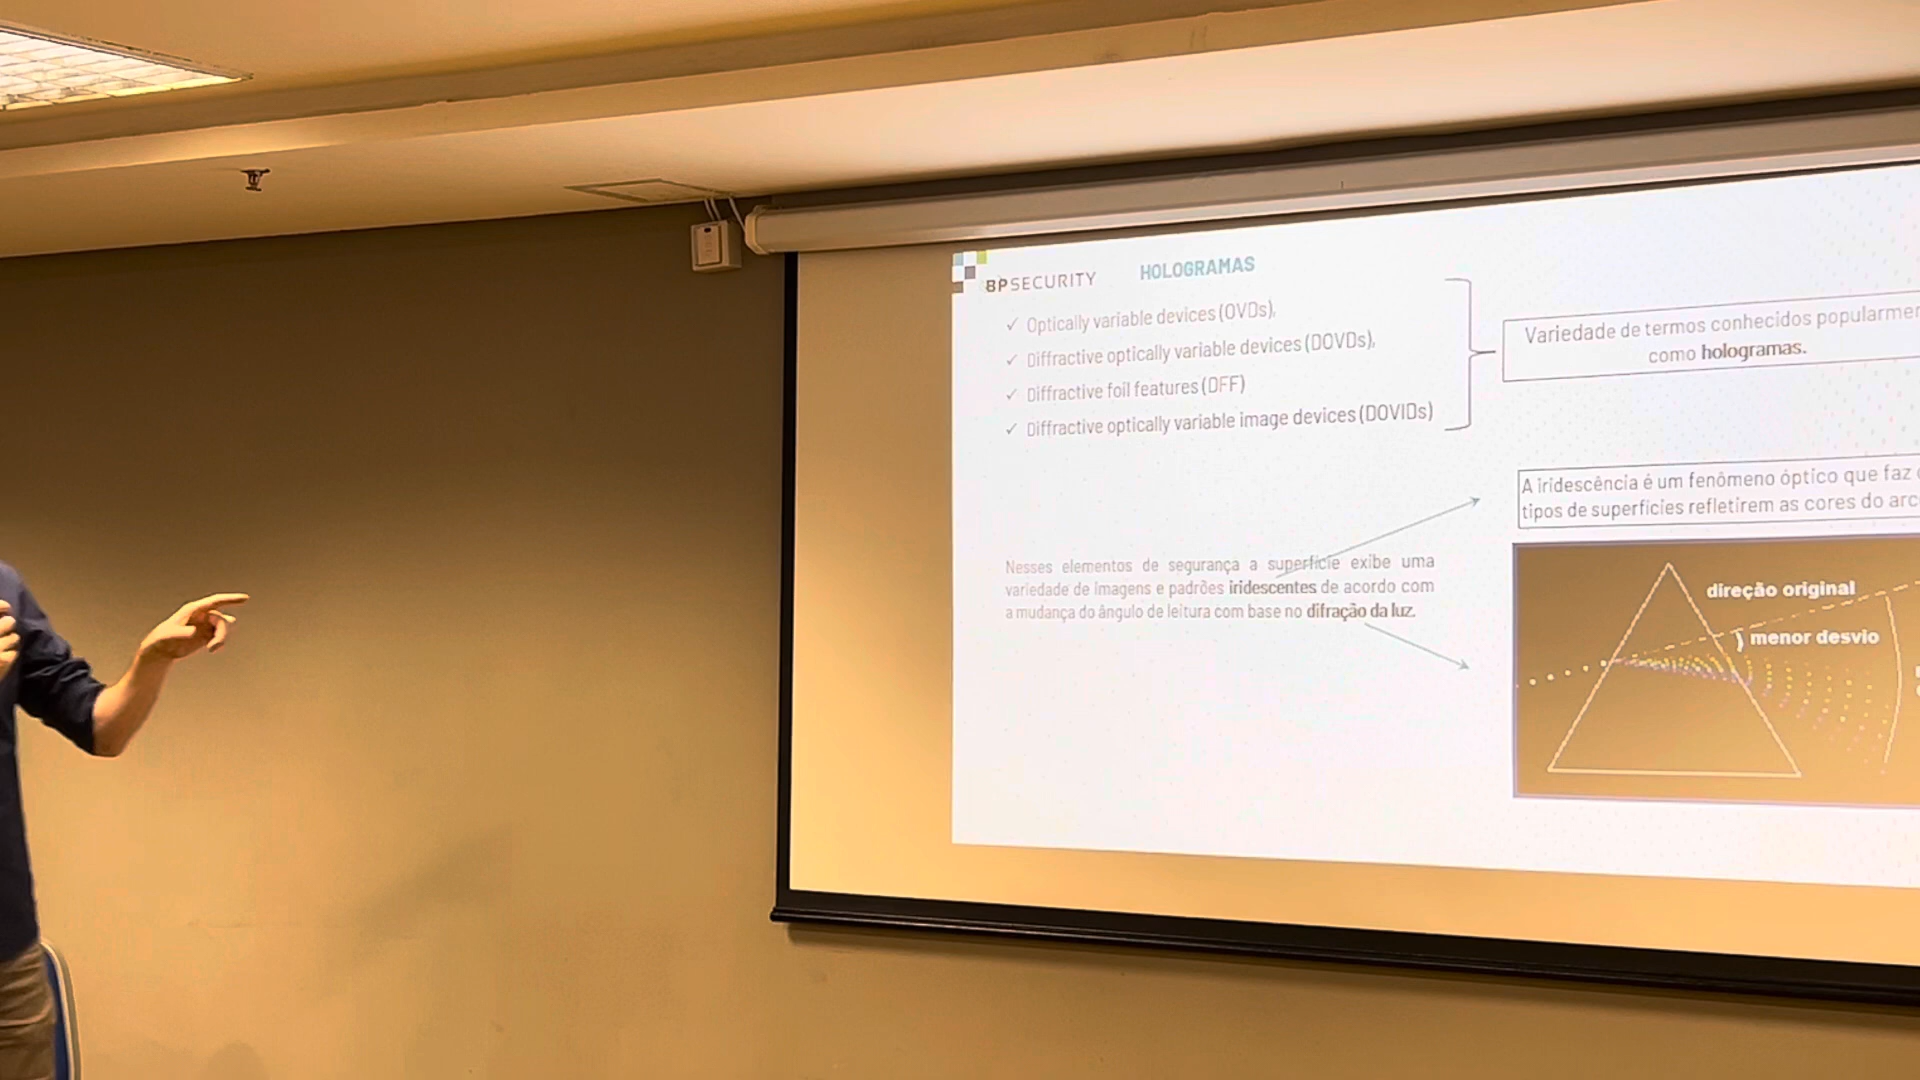 BPSECURITY HOLOGRAMAS
✓ Optically variable devices (OVDs),
✓ Diffractive optically variable devices (DOVDs),
✓ Diffractive foil features (DFF)
✓ Diffractive optically variable image devices (DOVIDs)
Variedade de termos conhecidos popularmen
como hologramas.
A iridescência é um fenômeno óptico que faz
tipos de superfícies refletirem as cores do arc
Nesses elementos de segurança a superfície exibe uma
variedade de imagens e padrões iridescentes de acordo com
a mudança do ângulo de leitura com base no difração da luz.
direção original
menor desvio